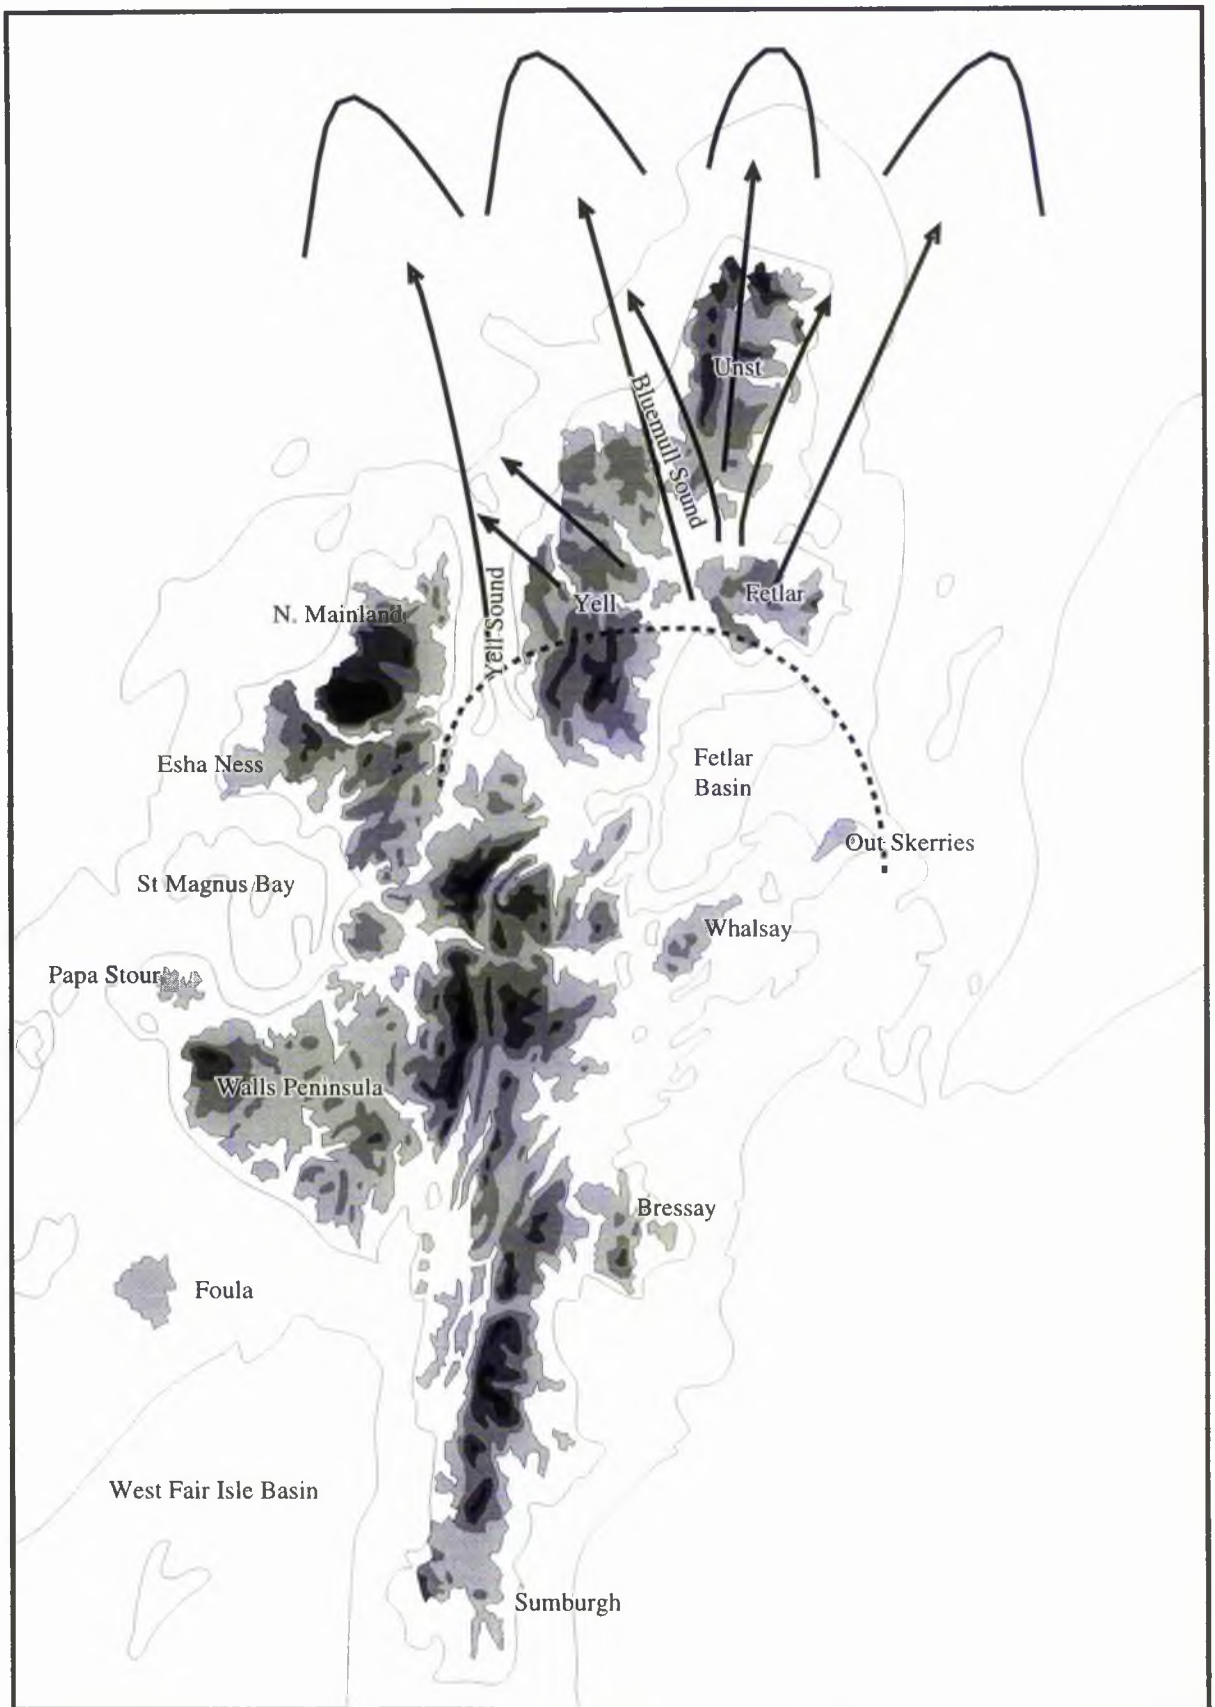 Unst
Bluemull Sound
Fetlar
Yell
N. Mainland
Yell Sound
Esha Ness
Fetlar
Basin
Out Skerries
St Magnus Bay
Whalsay
Papa Stour
Walls Peninsula
Bressay
Foula
West Fair Isle Basin
Sumburgh